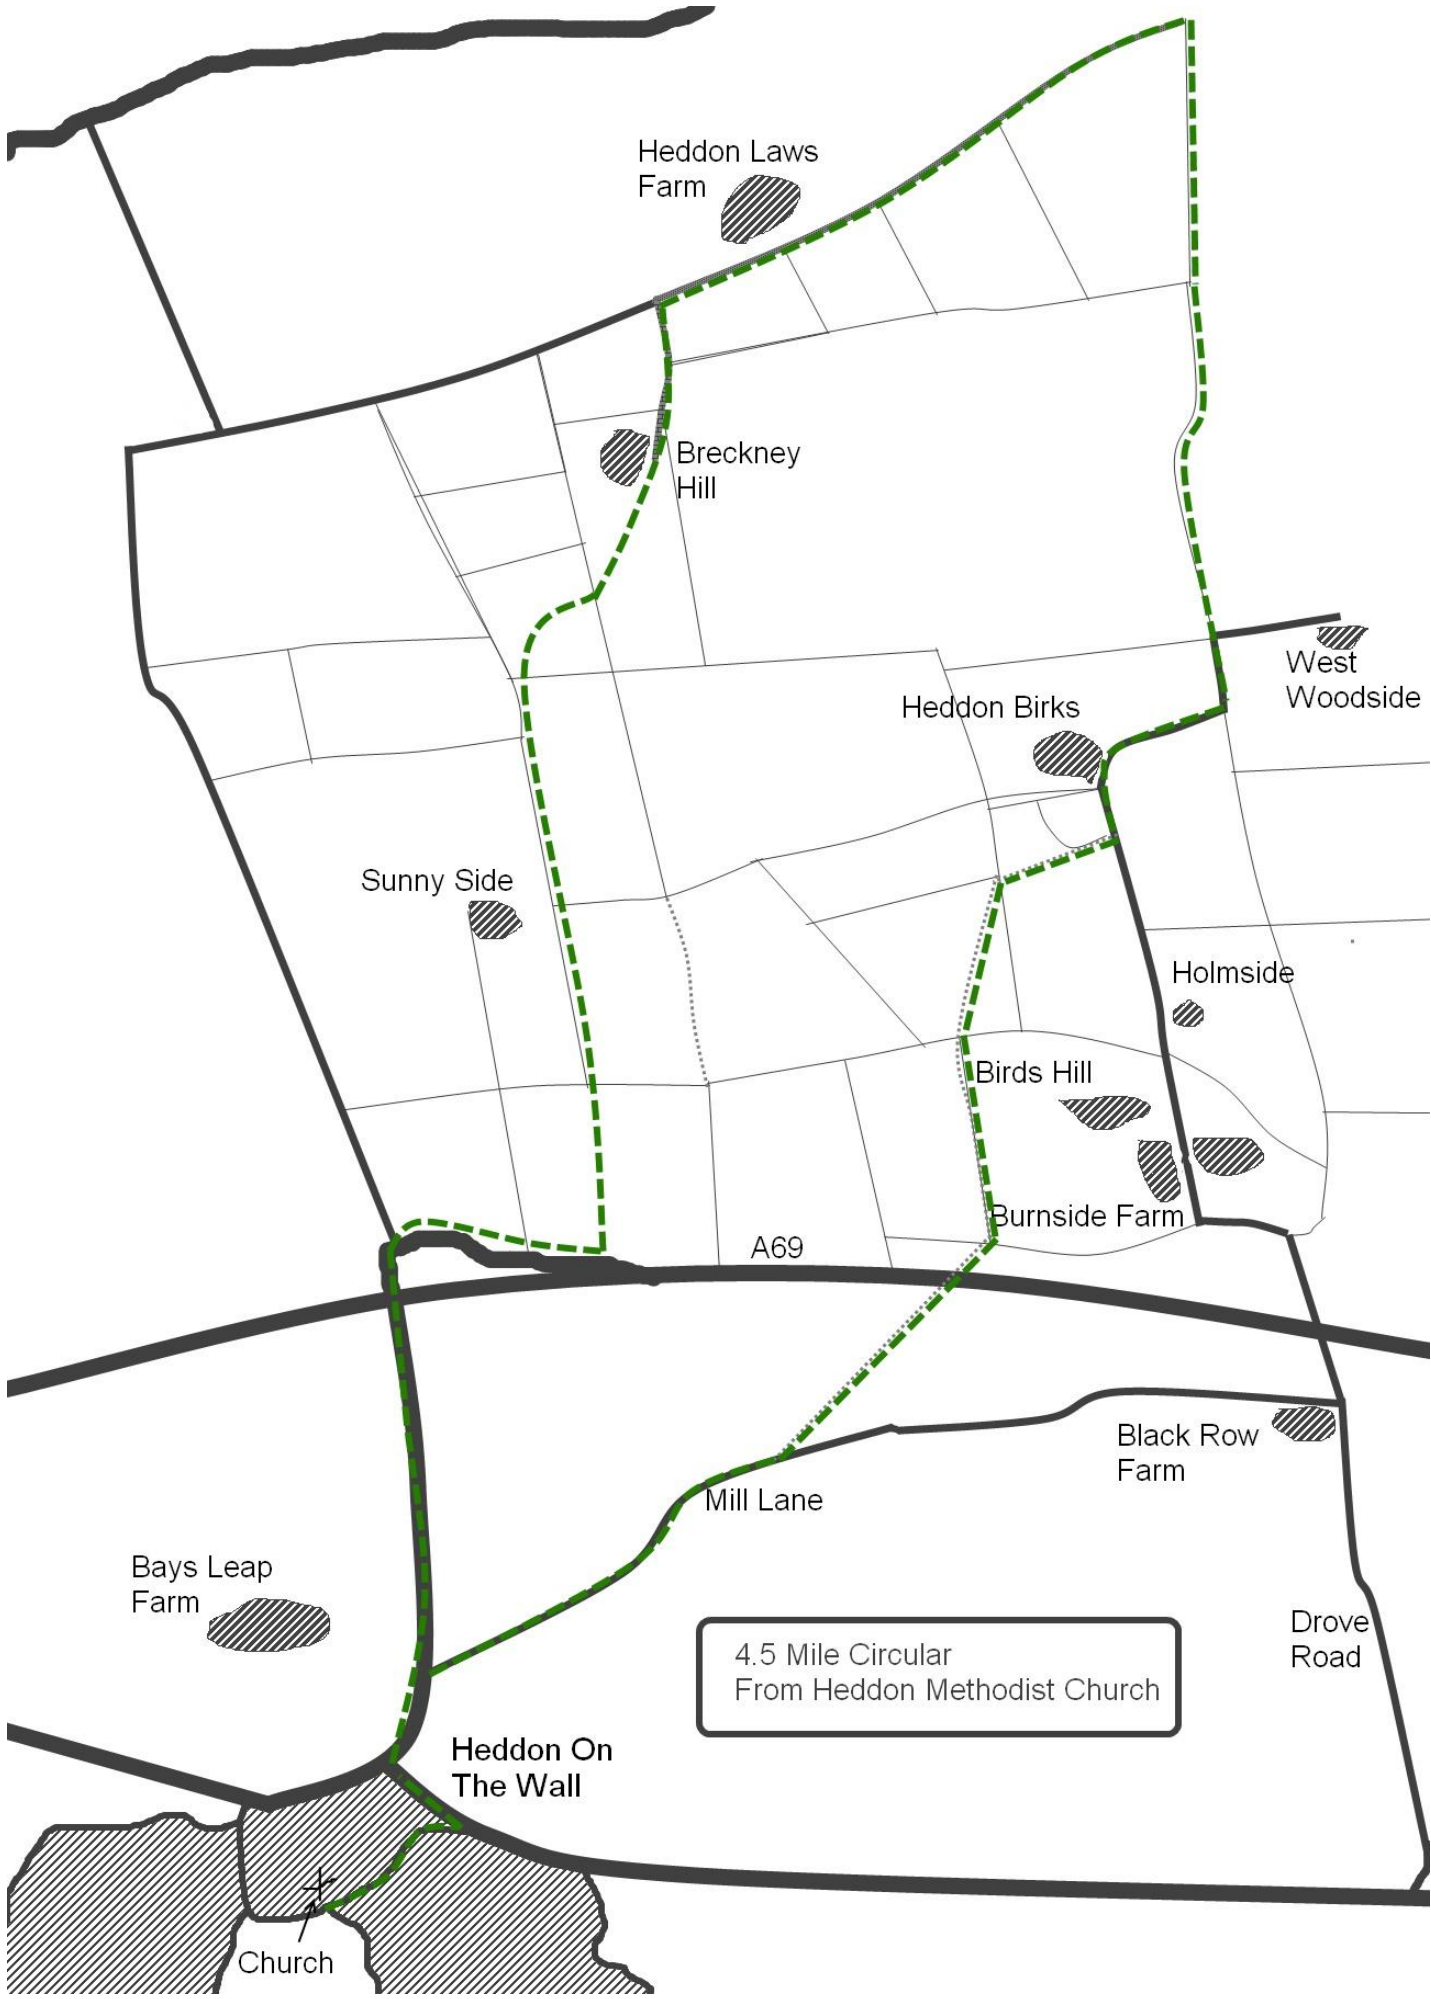 Heddon Laws
Farm
Breckney
Hill
West
Woodside
Heddon Birks
Sunny Side
Holmside
Birds Hill
Burnside Farm
A69
Black Row
Farm
Mill Lane
Bays Leap
Farm
Drove
Road
4.5 Mile Circular
From Heddon Methodist Church
Heddon On
The Wall
Church